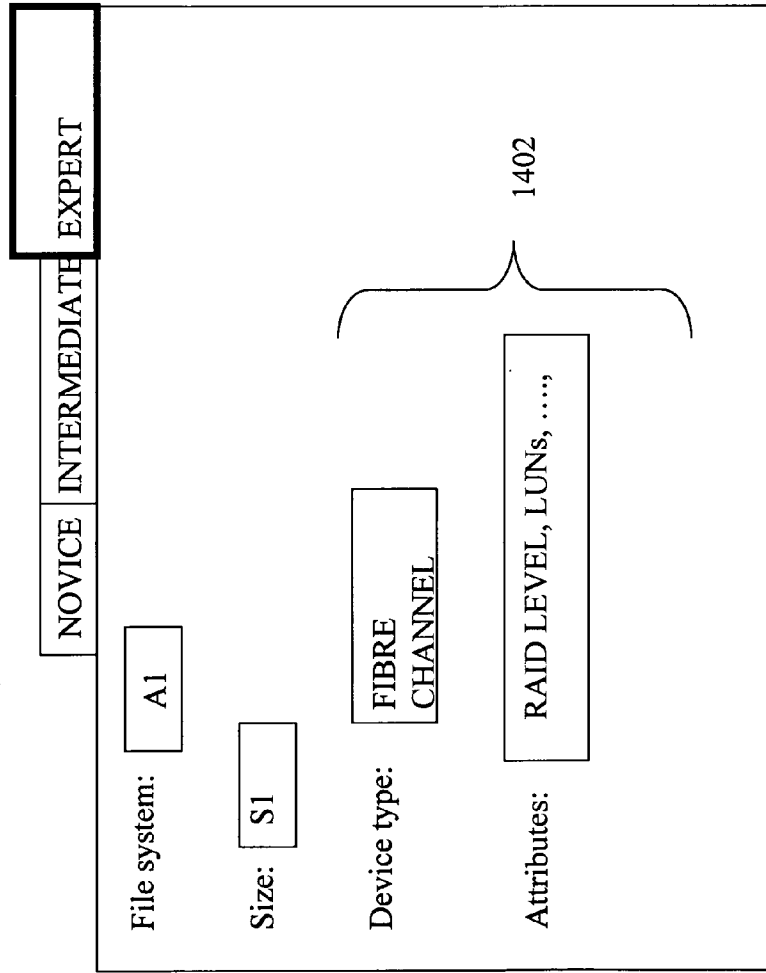 NOVICE INTERMEDIATE EXPERT
File system: A1
Size: S1
Device type: FIBRE
CHANNEL
Attributes: RAID LEVEL, LUNs, ....,
1402